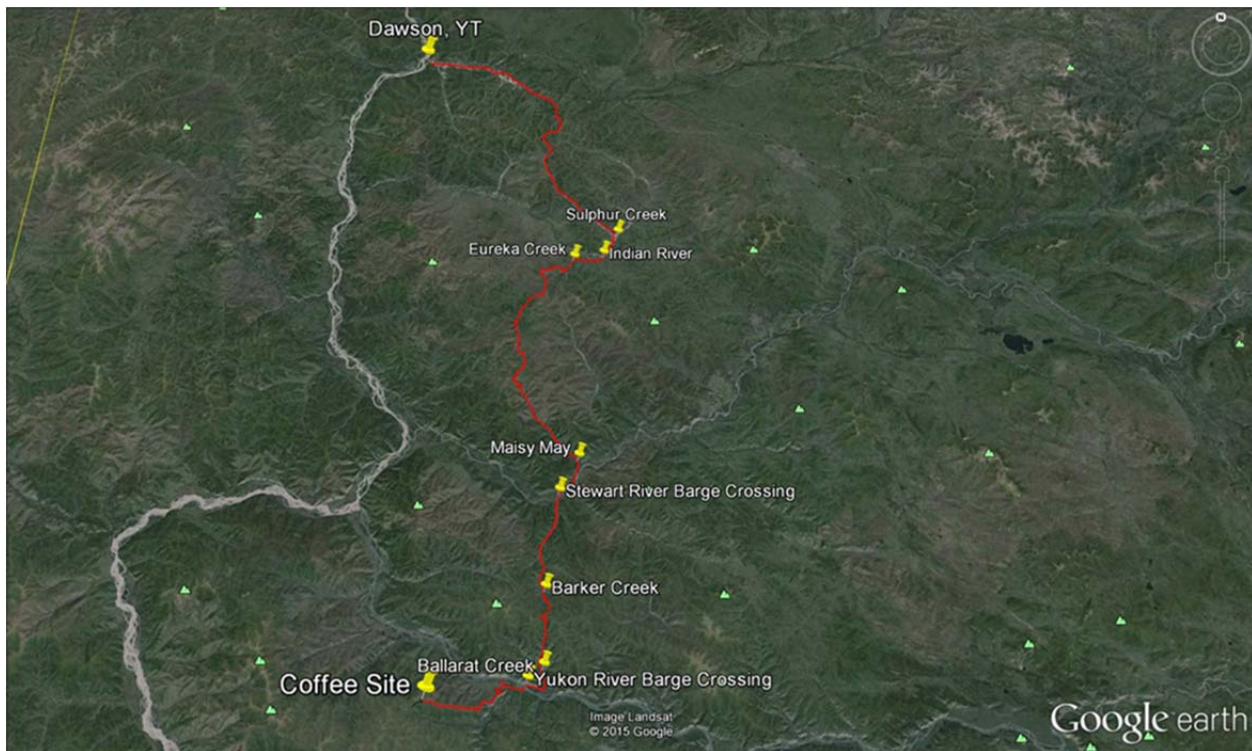 N
Dawson, YT
Sulphur Creek
Eureka Creek
Indian River
Maisy May
Stewart River Barge Crossing
Barker Creek
Ballarat Creek
Coffee Site
Yukon River Barge Crossing
Image Landsat
© 2015 Google
Google earth